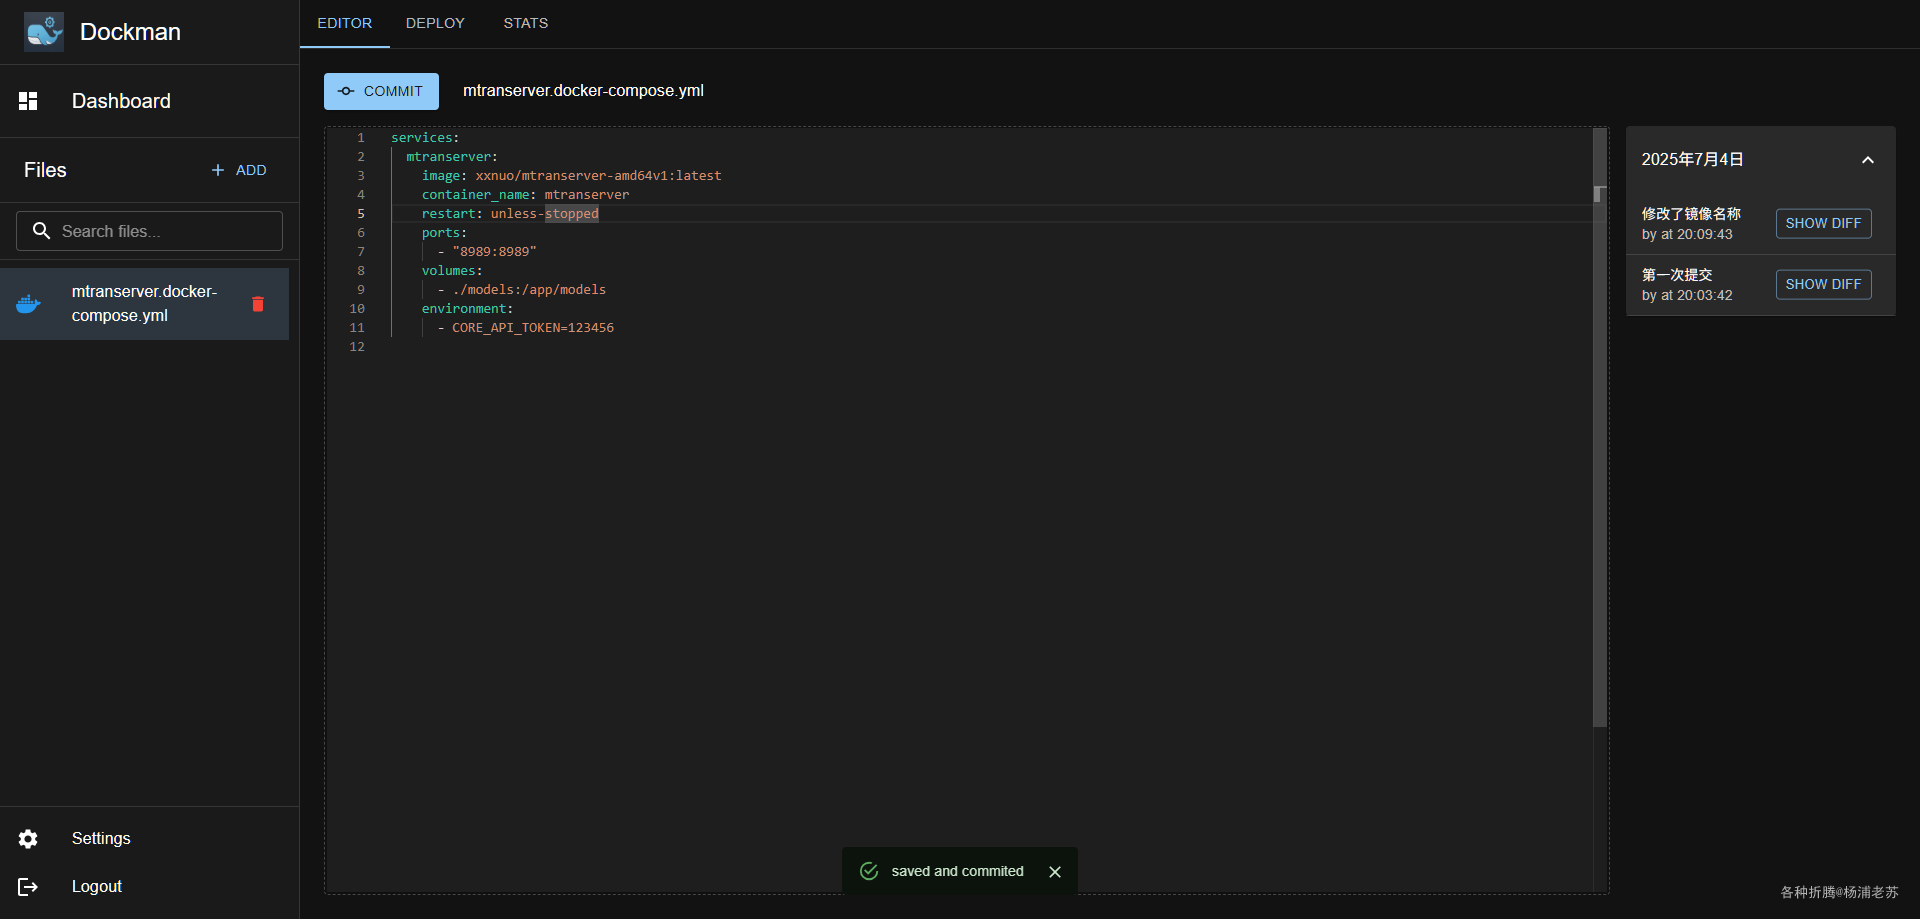 Dockman
EDITOR
DEPLOY
STATS
Dashboard
COMMIT
mtranserver.docker-compose.yml
Files
ADD
Search files...
mtranserver.docker-
compose.yml
1 services:
2   mtranserver:
3     image: xxnuo/mtranserver-amd64v1:latest
4     container_name: mtranserver
5     restart: unless-stopped
6     ports:
7       - "8989:8989"
8     volumes:
9       - ./models:/app/models
10     environment:
11       - CORE_API_TOKEN=123456
12
2025年7月4日
修改了镜像名称
by at 20:09:43
SHOW DIFF
第一次提交
by at 20:03:42
SHOW DIFF
Settings
Logout
saved and commited
各种折腾@杨浦老苏